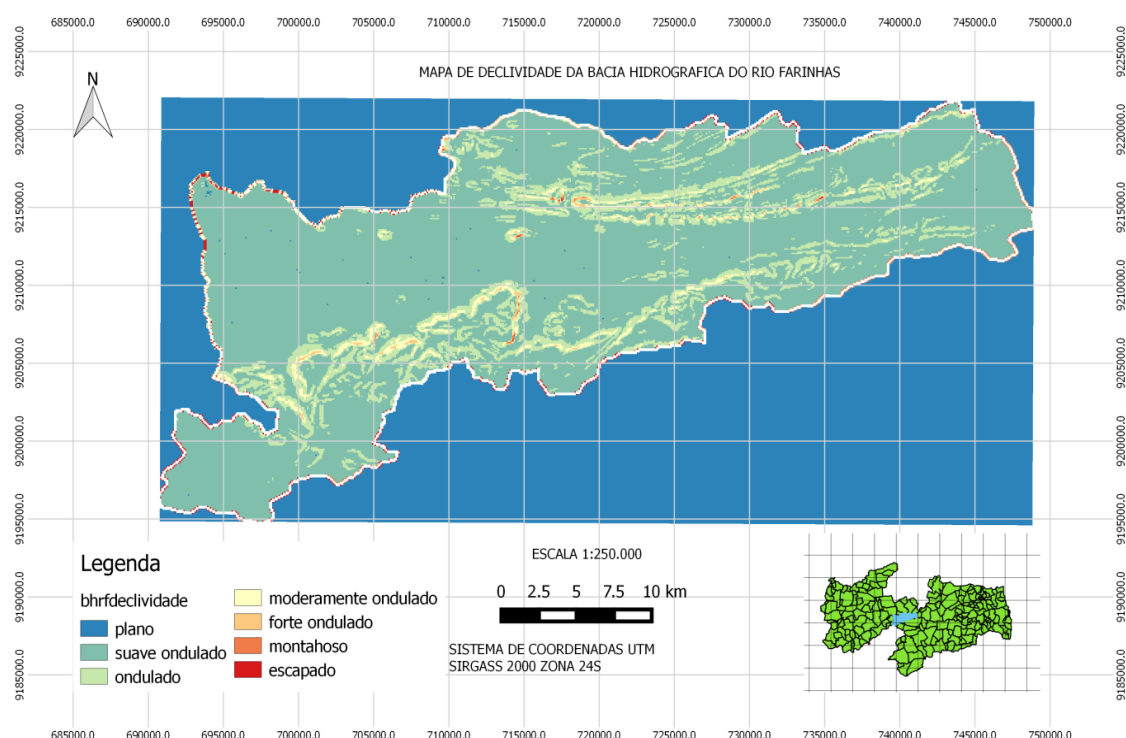 685000.0 690000.0 695000.0 700000.0 705000.0 710000.0 715000.0 720000.0 725000.0 730000.0 735000.0 740000.0 745000.0 750000.0
9225000.0 9225000.0
N
MAPA DE DECLIVIDADE DA BACIA HIDROGRAFICA DO RIO FARINHAS
9220000.0 9220000.0
9215000.0 9215000.0
9210000.0 9210000.0
9205000.0 9205000.0
9200000.0 9200000.0
9195000.0 9195000.0
9190000.0 9190000.0
9185000.0 9185000.0
Legenda
bhrfdeclividade
plano
suave ondulado
ondulado
moderamente ondulado
forte ondulado
montahoso
escapado
ESCALA 1:250.000
0 2.5 5 7.5 10 km
SISTEMA DE COORDENADAS UTM
SIRGASS 2000 ZONA 24S
685000.0 690000.0 695000.0 700000.0 705000.0 710000.0 715000.0 720000.0 725000.0 730000.0 735000.0 740000.0 745000.0 750000.0